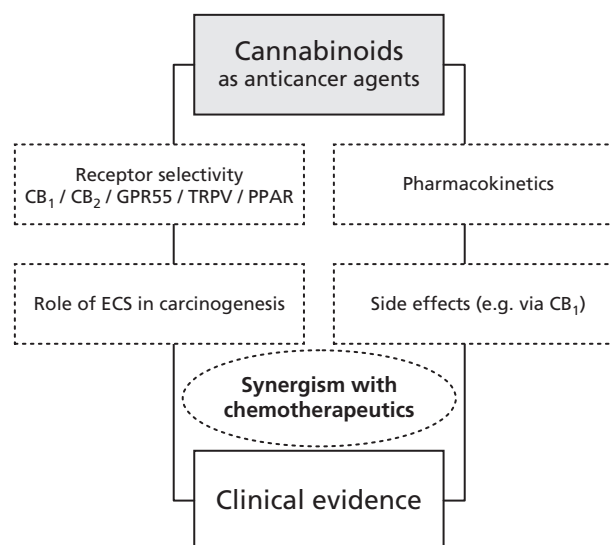 Cannabinoids
as anticancer agents
Receptor selectivity
CB₁ / CB₂ / GPR55 / TRPV / PPAR
Pharmacokinetics
Role of ECS in carcinogenesis
Side effects (e.g. via CB₁)
Synergism with
chemotherapeutics
Clinical evidence